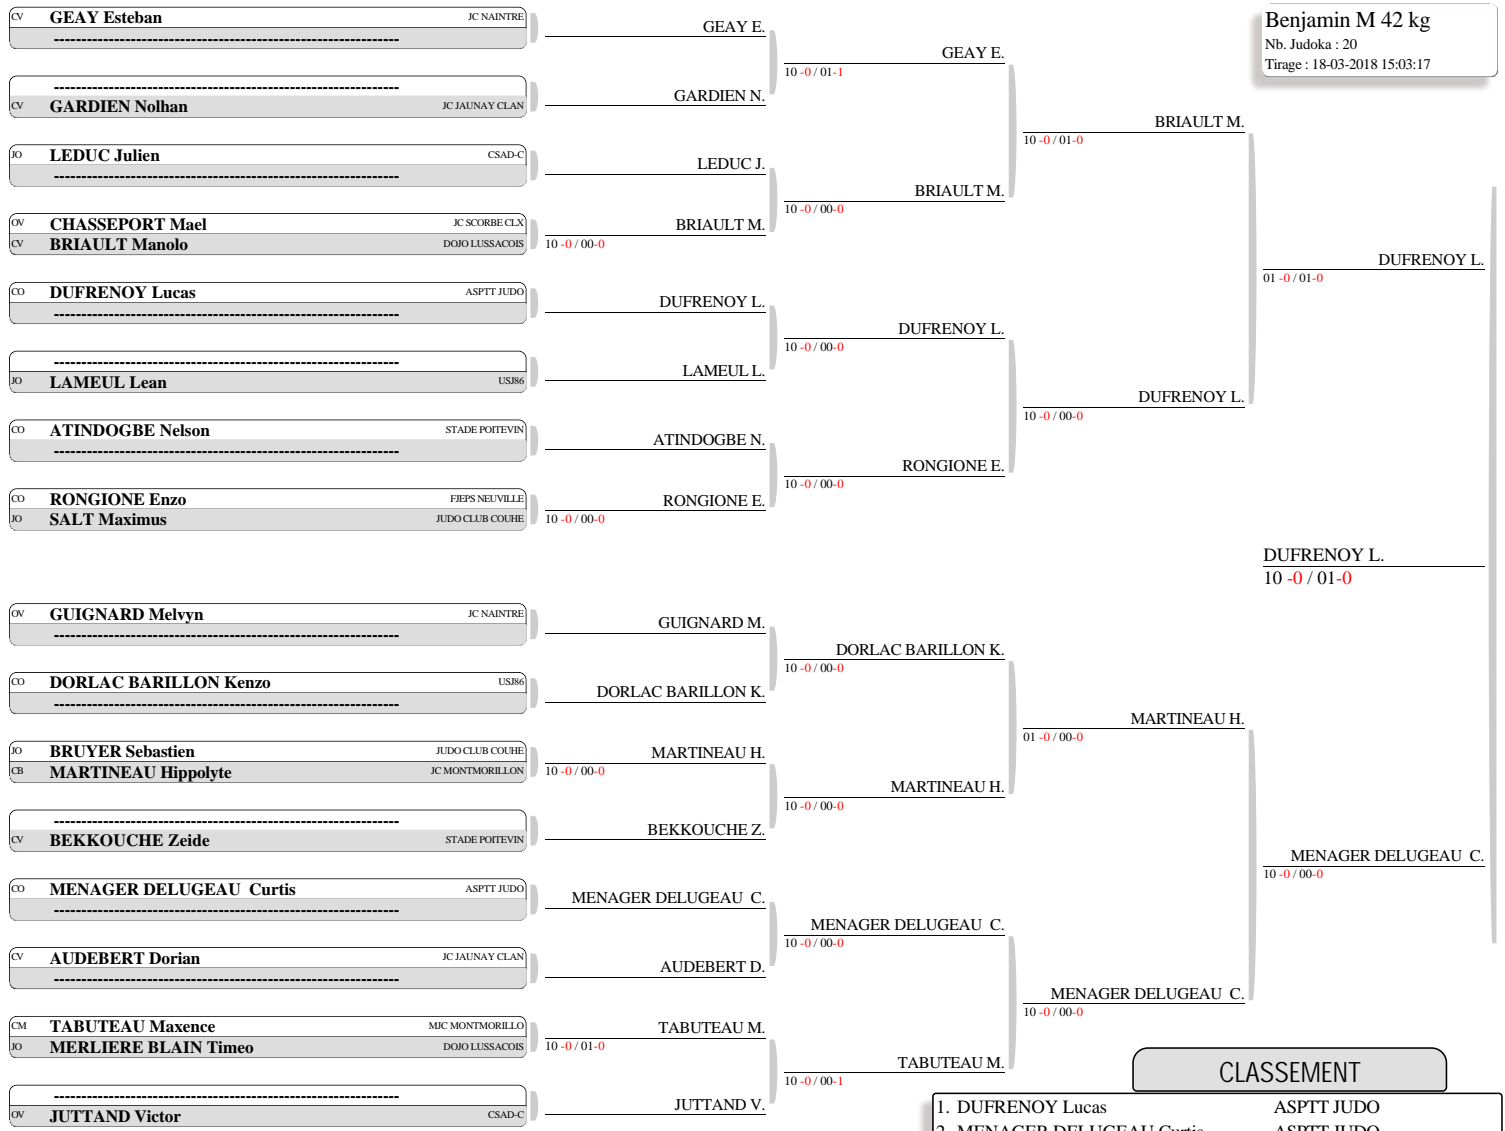 Benjamin M 42 kg
Nb. Judoka : 20
Tirage : 18-03-2018 15:03:17
CV GEAY Esteban JC NAINTRE
------------------------------------------------------------
------------------------------------------------------------
CV GARDIEN Nolhan JC JAUNAY CLAN
JO LEDUC Julien CSAD-C
------------------------------------------------------------
OV CHASSEPORT Mael JC SCORBE CLX
CV BRIAULT Manolo DOJO LUSSACOIS
CO DUFRENOY Lucas ASPTT JUDO
------------------------------------------------------------
------------------------------------------------------------
JO LAMEUL Lean USJ86
CO ATINDOGBE Nelson STADE POITEVIN
------------------------------------------------------------
CO RONGIONE Enzo FJEPS NEUVILLE
JO SALT Maximus JUDO CLUB COUHE
OV GUIGNARD Melvyn JC NAINTRE
------------------------------------------------------------
CO DORLAC BARILLON Kenzo USJ86
------------------------------------------------------------
JO BRUYER Sebastien JUDO CLUB COUHE
CB MARTINEAU Hippolyte JC MONTMORILLON
------------------------------------------------------------
CV BEKKOUCHE Zeide STADE POITEVIN
CO MENAGER DELUGEAU Curtis ASPTT JUDO
------------------------------------------------------------
CV AUDEBERT Dorian JC JAUNAY CLAN
------------------------------------------------------------
CM TABUTEAU Maxence MJC MONTMORILLO
JO MERLIERE BLAIN Timeo DOJO LUSSACOIS
------------------------------------------------------------
OV JUTTAND Victor CSAD-C
GEAY E.
GARDIEN N.
LEDUC J.
BRIAULT M.
10 -0 / 00-0
DUFRENOY L.
LAMEUL L.
ATINDOGBE N.
RONGIONE E.
10 -0 / 00-0
GUIGNARD M.
DORLAC BARILLON K.
MARTINEAU H.
10 -0 / 00-0
BEKKOUCHE Z.
MENAGER DELUGEAU C.
AUDEBERT D.
TABUTEAU M.
10 -0 / 01-0
JUTTAND V.
GEAY E.
10 -0 / 01-1
BRIAULT M.
10 -0 / 00-0
DUFRENOY L.
10 -0 / 00-0
RONGIONE E.
10 -0 / 00-0
DORLAC BARILLON K.
10 -0 / 00-0
MARTINEAU H.
10 -0 / 00-0
MENAGER DELUGEAU C.
10 -0 / 00-0
TABUTEAU M.
10 -0 / 00-1
BRIAULT M.
10 -0 / 01-0
DUFRENOY L.
10 -0 / 00-0
MARTINEAU H.
01 -0 / 00-0
MENAGER DELUGEAU C.
10 -0 / 00-0
DUFRENOY L.
01 -0 / 01-0
MENAGER DELUGEAU C.
10 -0 / 00-0
DUFRENOY L.
10 -0 / 01-0
CLASSEMENT
1. DUFRENOY Lucas ASPTT JUDO
2. MENAGER DELUGEAU Curtis ASPTT JUDO